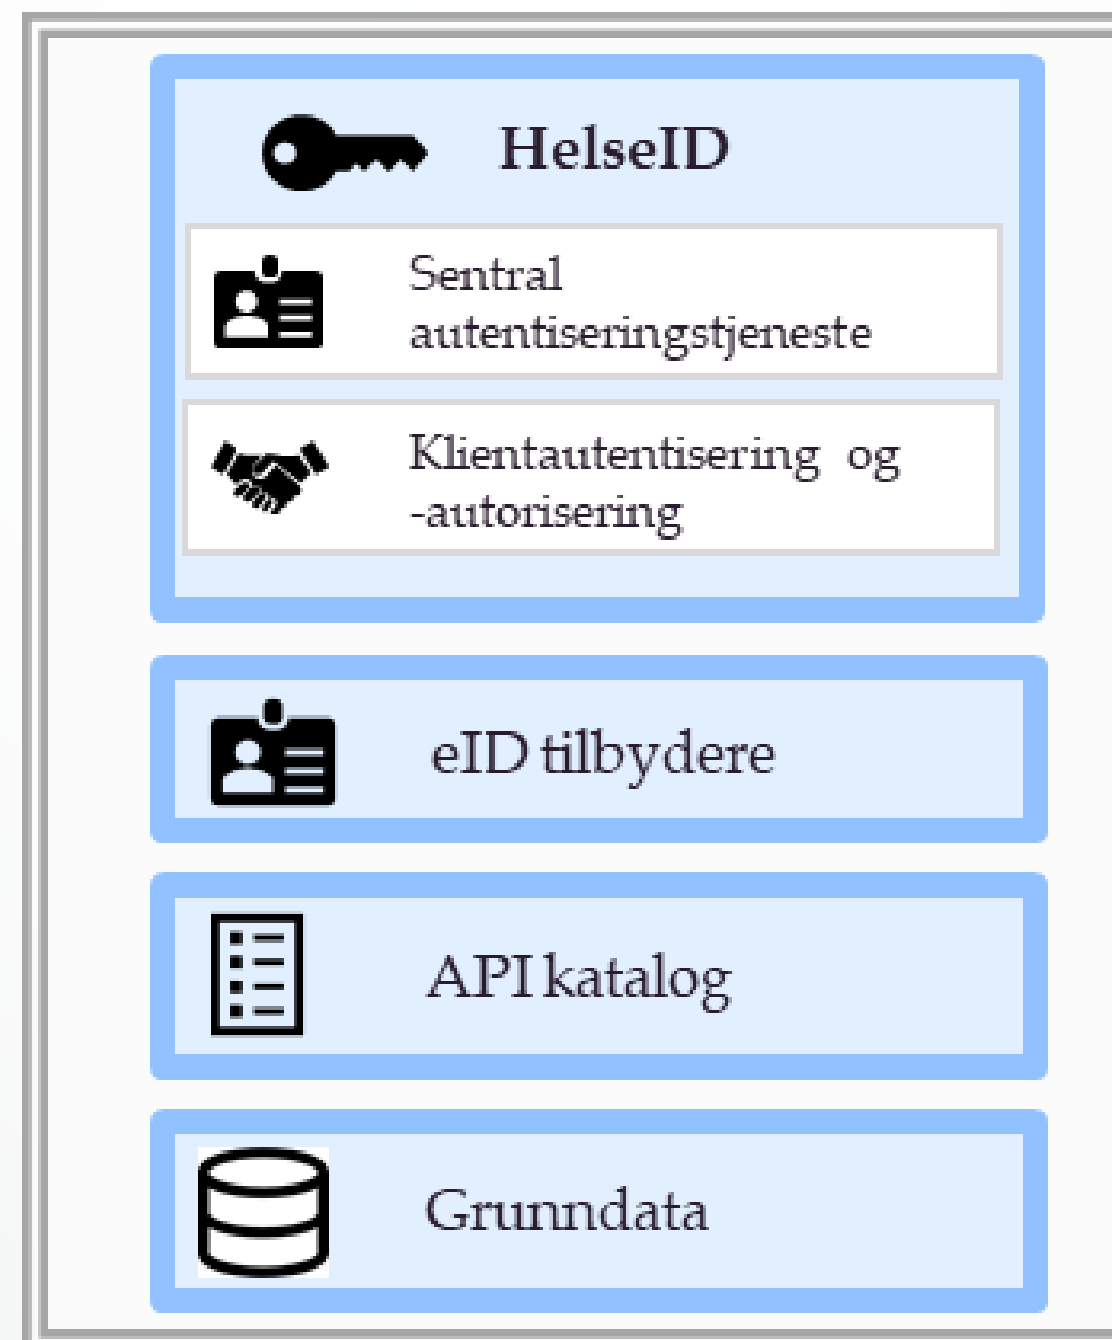 HelseID
Sentral
autentiseringstjeneste
Klientautentisering og
-autorisering
eID tilbydere
API katalog
Grunndata